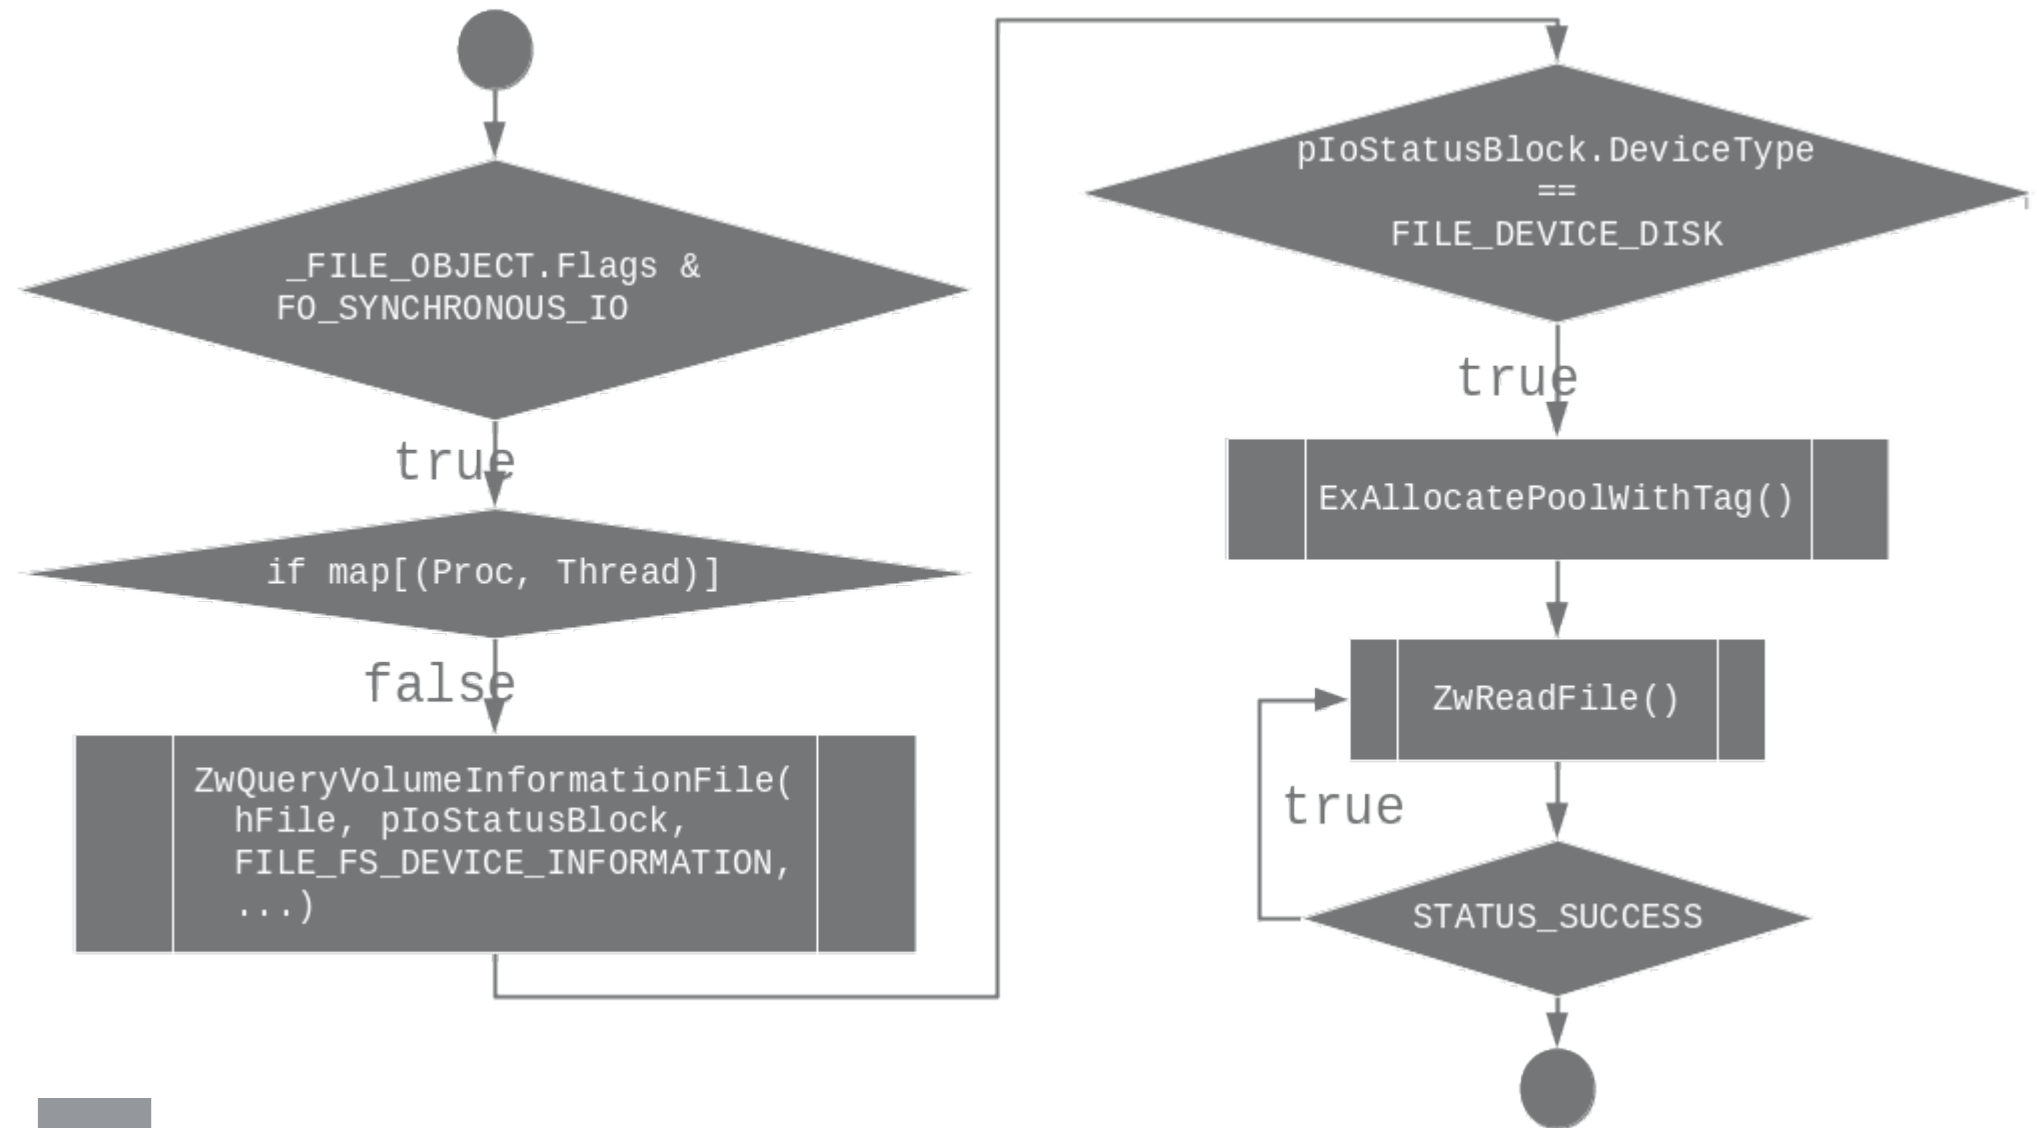 _FILE_OBJECT.Flags &
FO_SYNCHRONOUS_IO
true
if map[(Proc, Thread)]
false
ZwQueryVolumeInformationFile(
hFile, pIoStatusBlock,
FILE_FS_DEVICE_INFORMATION,
...)
pIoStatusBlock.DeviceType
==
FILE_DEVICE_DISK
true
ExAllocatePoolWithTag()
ZwReadFile()
true
STATUS_SUCCESS